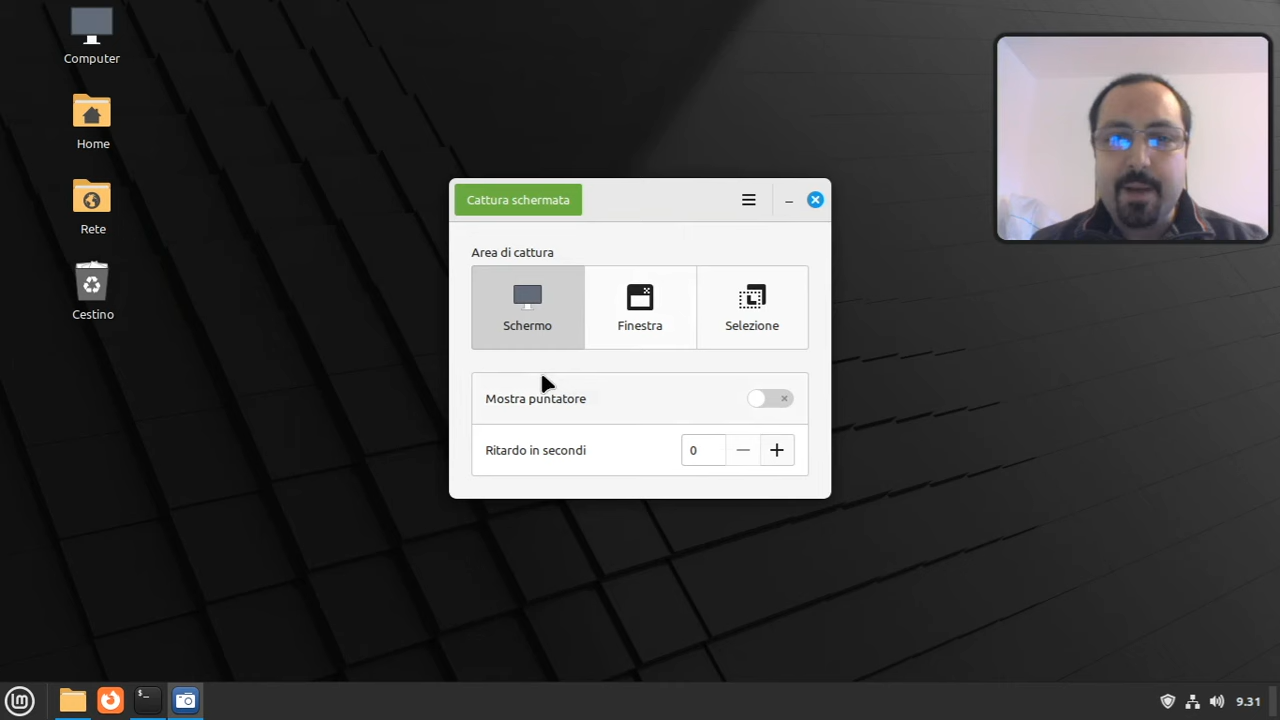 Computer
Home
Rete
Cestino
Cattura schermata
Area di cattura
Schermo
Finestra
Selezione
Mostra puntatore
Ritardo in secondi
0
lm
$_
9.31